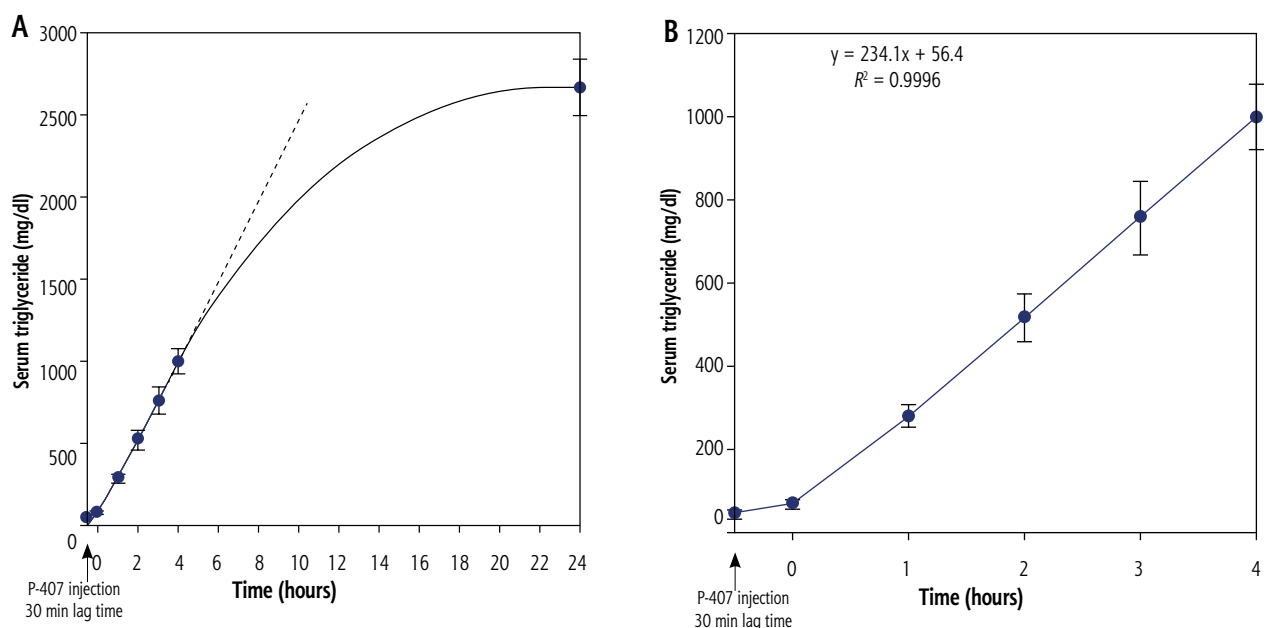 A
3000
2500
2000
1500
1000
500
0
Serum triglyceride (mg/dl)
0 2 4 6 8 10 12 14 16 18 20 22 24
Time (hours)
P-407 injection
30 min lag time
B
1200
1000
800
600
400
200
0
Serum triglyceride (mg/dl)
y = 234.1x + 56.4
R² = 0.9996
0 1 2 3 4
Time (hours)
P-407 injection
30 min lag time